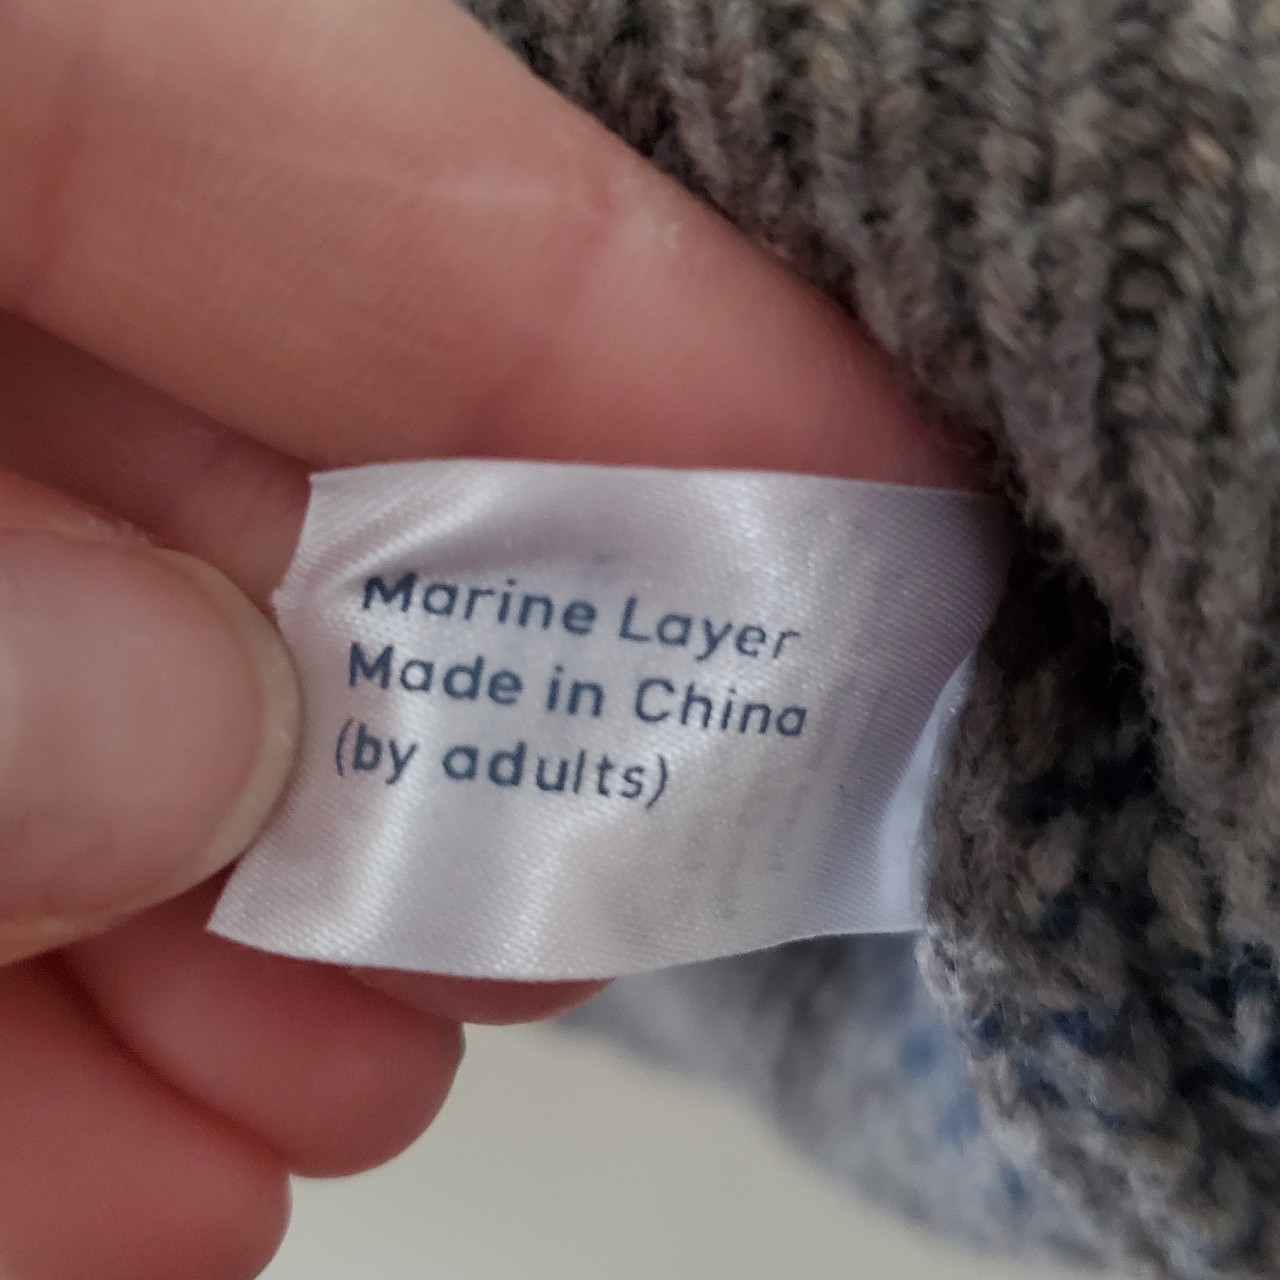 Marine Layer
Made in China
(by adults)